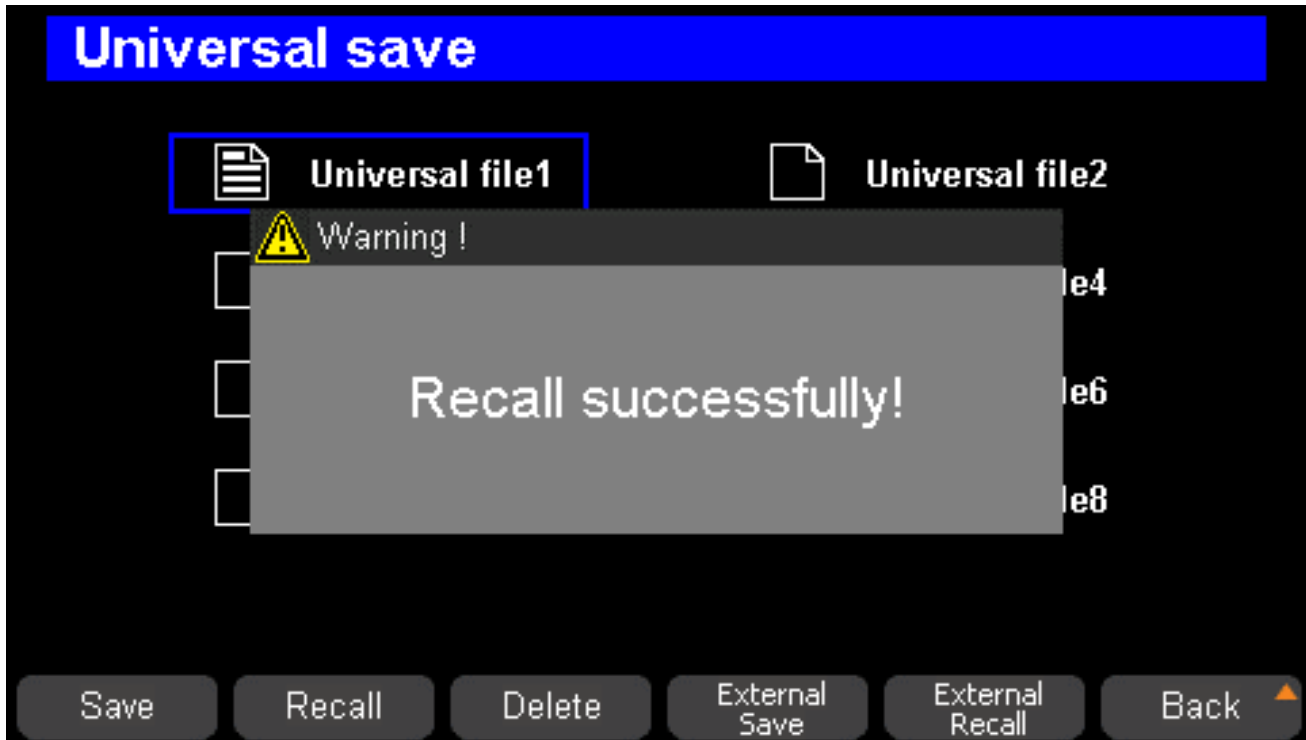 Universal save
Universal file1
Universal file2
Warning !
le4
Recall successfully!
le6
le8
Save
Recall
Delete
External
Save
External
Recall
Back